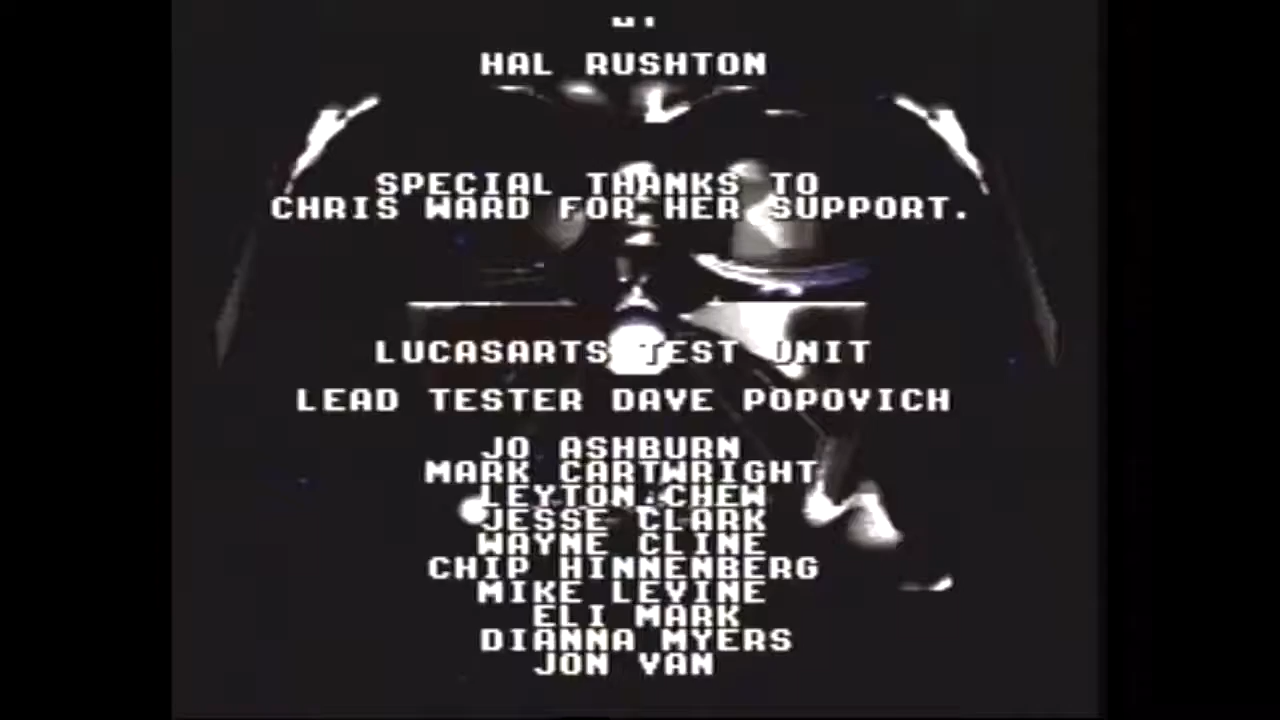 HAL RUSHTON
SPECIAL THANKS TO
CHRIS WARD FOR HER SUPPORT.
LUCASARTS TEST UNIT
LEAD TESTER DAVE POPOVICH
JO ASHBURN
MARK CARTWRIGHT
LEYTON CHEW
JESSE CLARK
WAYNE CLINE
CHIP HINNENBERG
MIKE LEVINE
ELI MARK
DIANNA MYERS
JON VAN